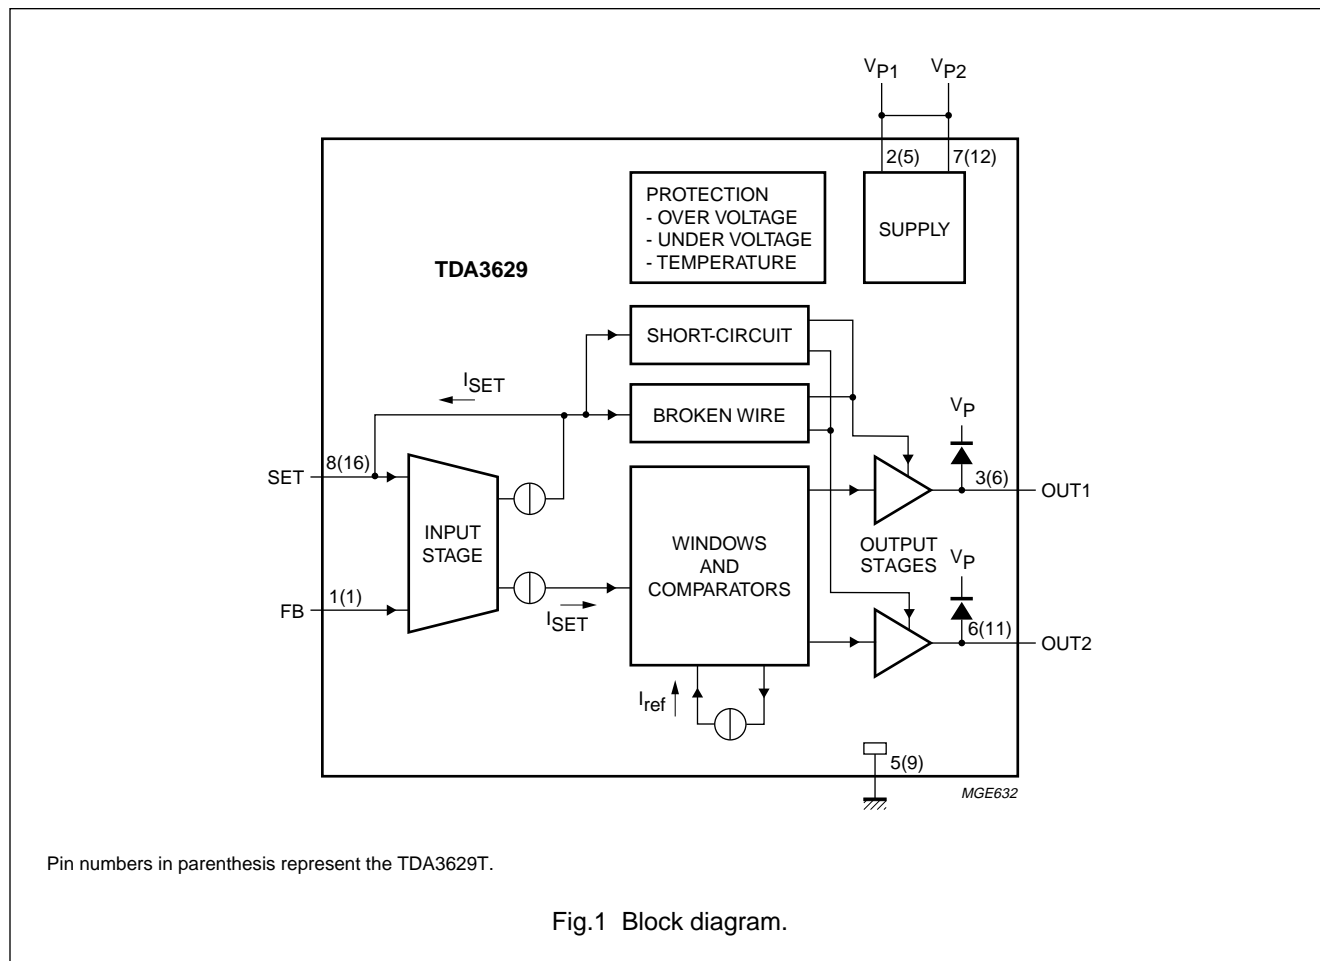 VP1 VP2
2(5) 7(12)
PROTECTION
- OVER VOLTAGE
- UNDER VOLTAGE
- TEMPERATURE
SUPPLY
TDA3629
SHORT-CIRCUIT
ISET
BROKEN WIRE
VP
SET 8(16)
3(6) OUT1
INPUT
STAGE
WINDOWS
AND
COMPARATORS
OUTPUT
STAGES
VP
FB 1(1)
ISET
6(11) OUT2
Iref
5(9)
MGE632
Pin numbers in parenthesis represent the TDA3629T.
Fig.1 Block diagram.